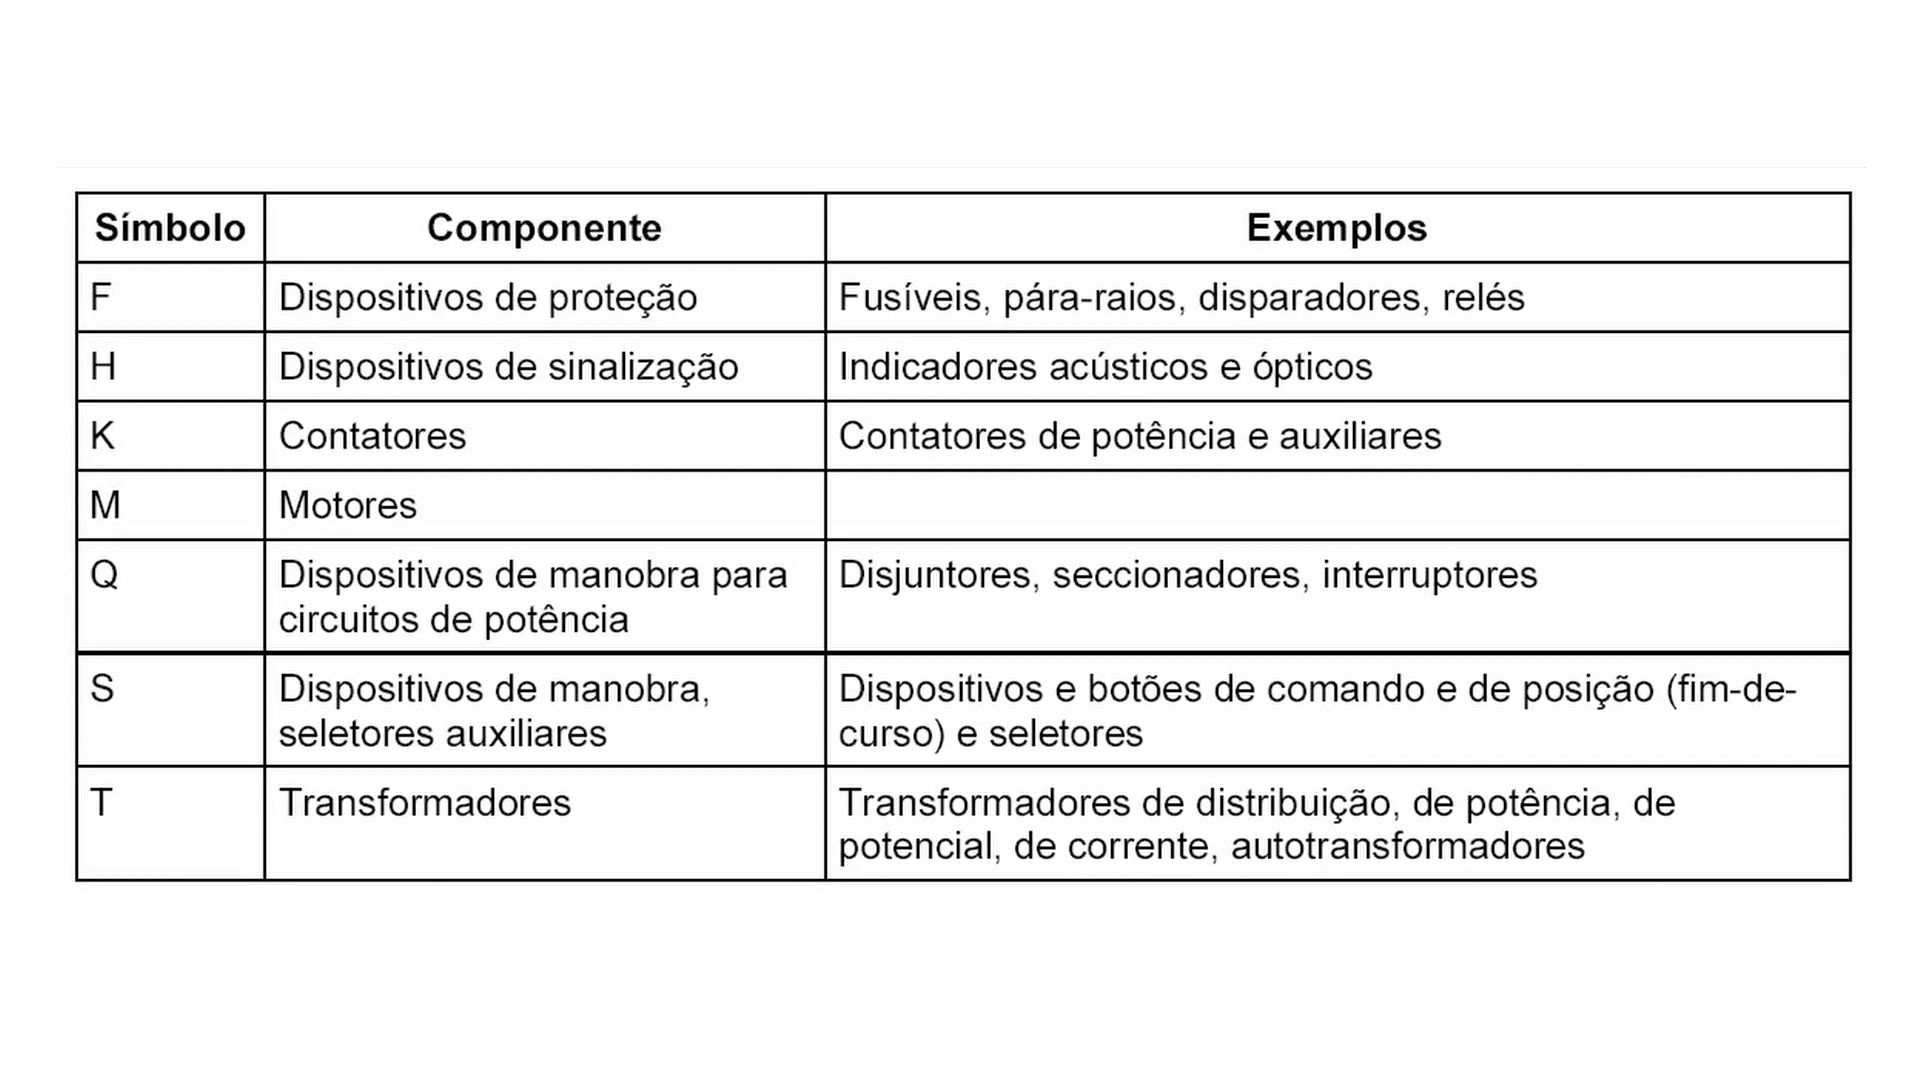 Símbolo Componente Exemplos
F Dispositivos de proteção Fusíveis, pára-raios, disparadores, relés
H Dispositivos de sinalização Indicadores acústicos e ópticos
K Contatores Contatores de potência e auxiliares
M Motores
Q Dispositivos de manobra para Disjuntores, seccionadores, interruptores
circuitos de potência
S Dispositivos de manobra, Dispositivos e botões de comando e de posição (fim-de-
seletores auxiliares curso) e seletores
T Transformadores Transformadores de distribuição, de potência, de
potencial, de corrente, autotransformadores